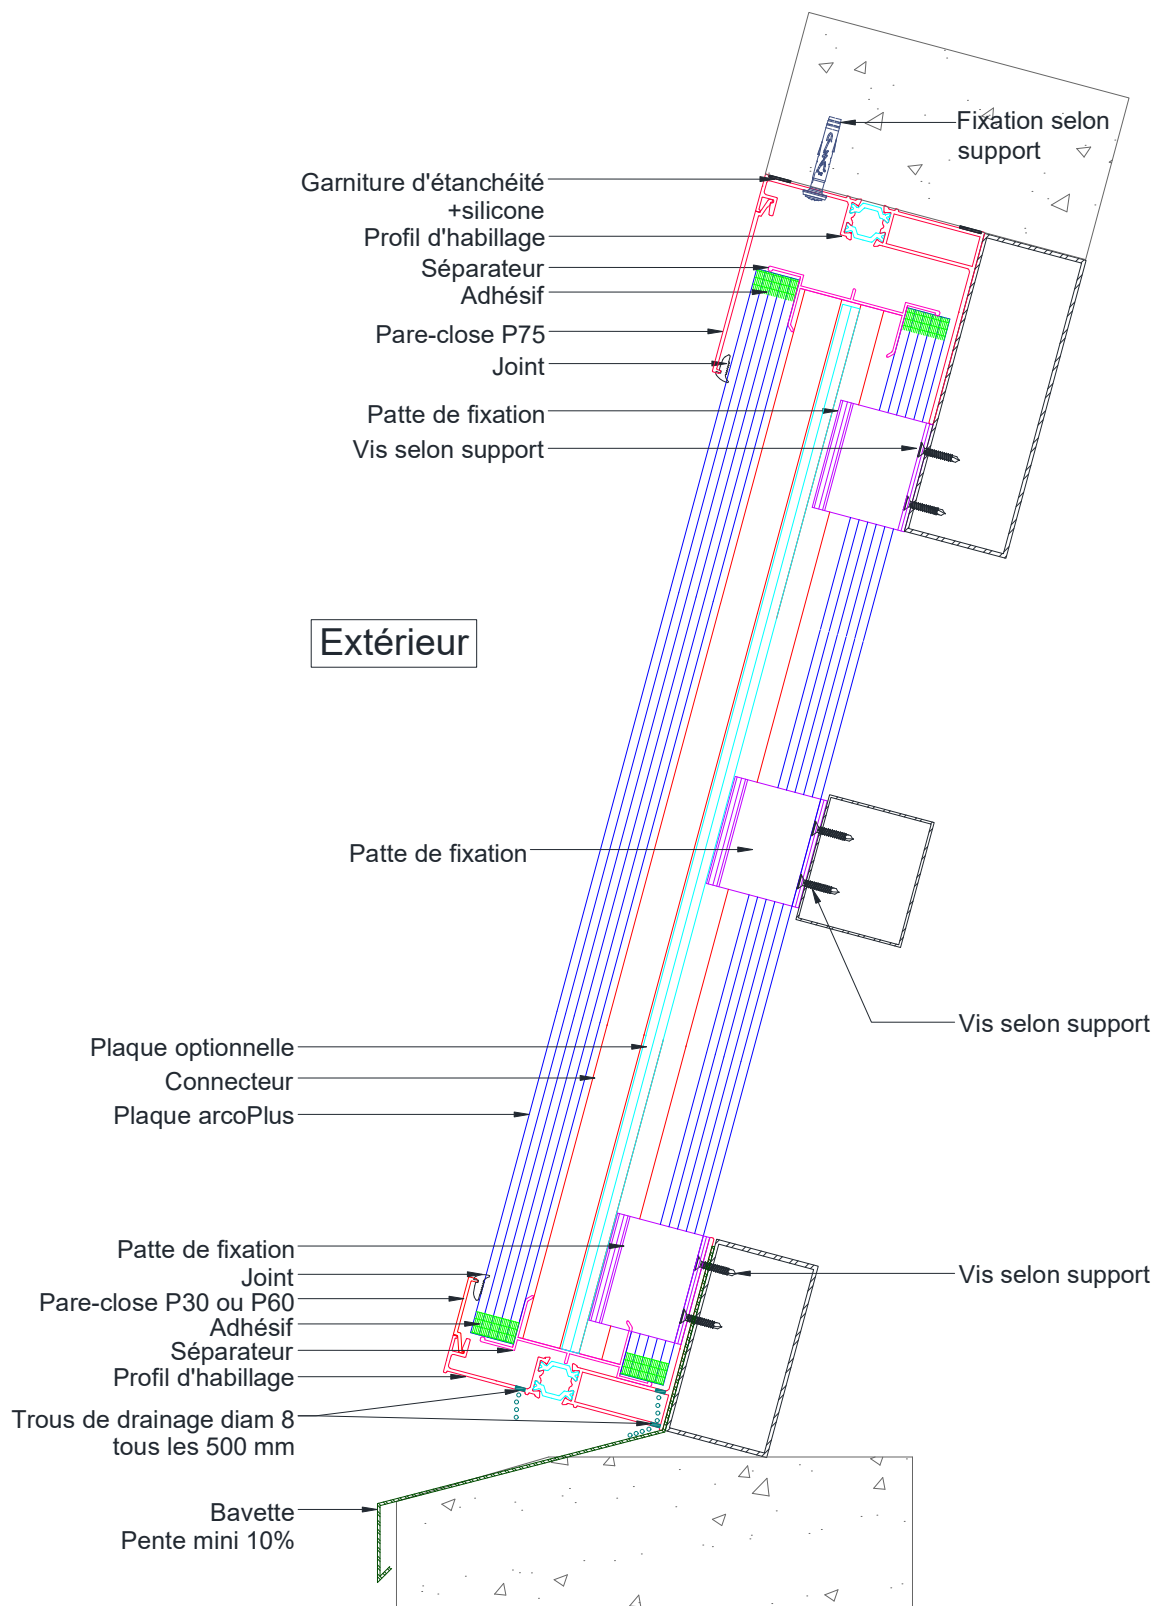 Fixation selon
support
Garniture d'étanchéité
+silicone
Profil d'habillage
Séparateur
Adhésif
Pare-close P75
Joint
Patte de fixation
Vis selon support
Extérieur
Patte de fixation
Vis selon support
Plaque optionnelle
Connecteur
Plaque arcoPlus
Patte de fixation
Joint
Vis selon support
Pare-close P30 ou P60
Adhésif
Séparateur
Profil d'habillage
Trous de drainage diam 8
tous les 500 mm
Bavette
Pente mini 10%